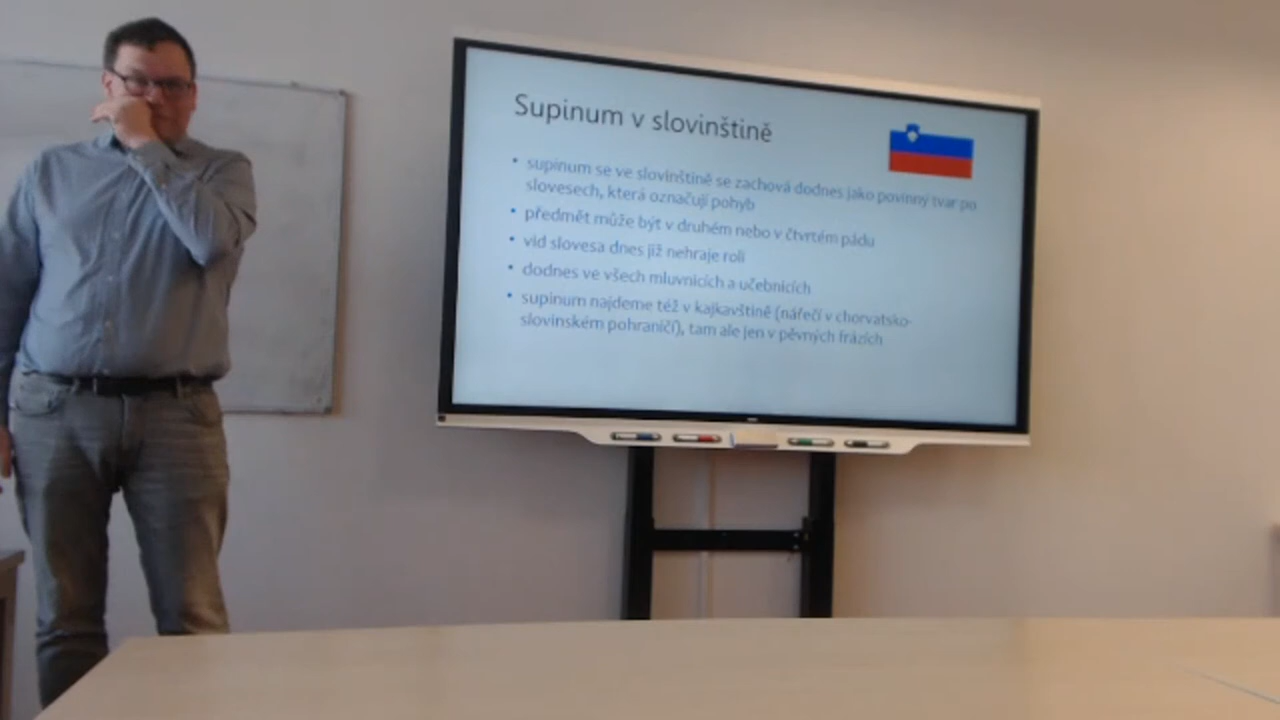 Supinum v slovinštině
• supinum se ve slovinštině se zachová dodnes jako povinný tvar po
slovesech, která označují pohyb
• předmět může být v druhém nebo v čtvrtém pádu
• vid slovesa dnes již nehraje roli
• dodnes ve všech mluvnicích a učebnicích
• supinum najdeme též v kajkavštině (nářečí v chorvatsko-
slovinském pohraničí), tam ale jen v pěvných frázích